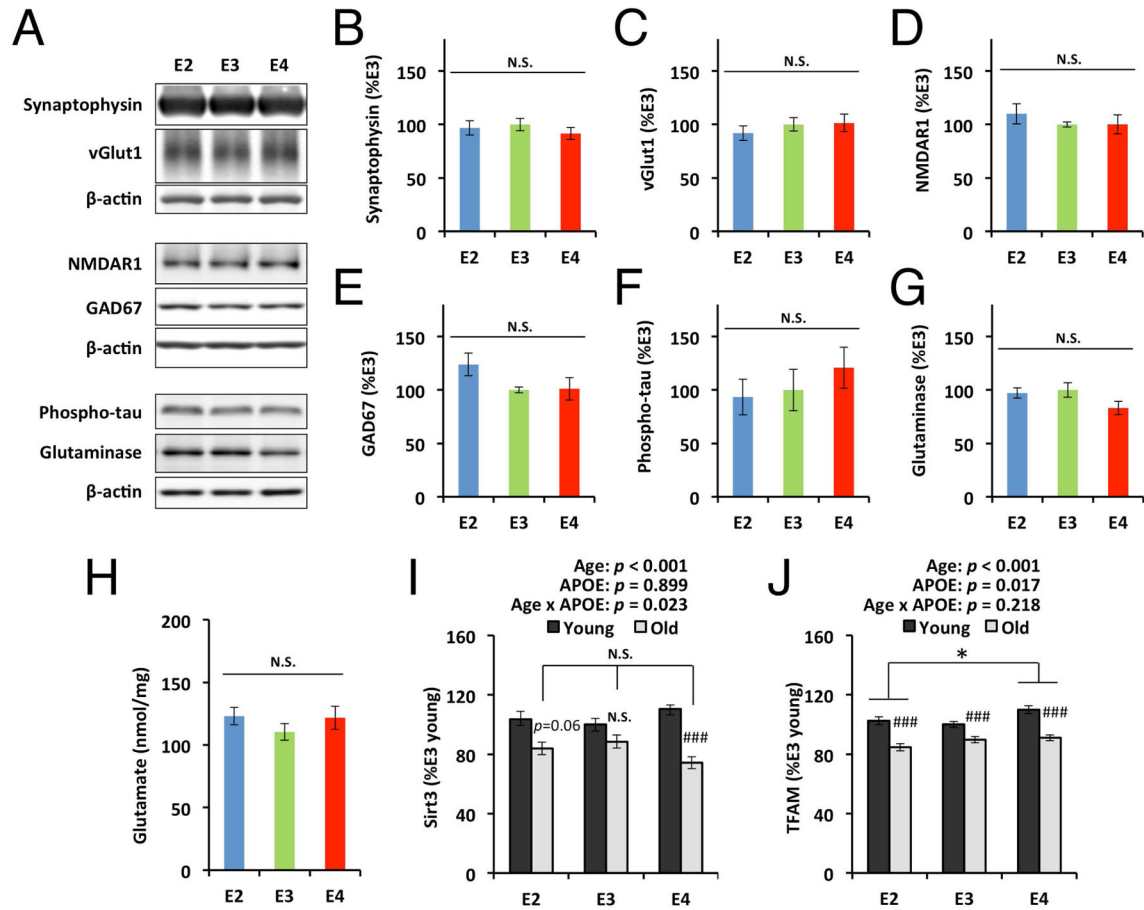 A
E2 E3 E4
Synaptophysin
vGlut1
β-actin
NMDAR1
GAD67
β-actin
Phospho-tau
Glutaminase
β-actin
B
Synaptophysin (%E3)
150
100
50
0
N.S.
E2 E3 E4
C
vGlut1 (%E3)
150
100
50
0
N.S.
E2 E3 E4
D
NMDAR1 (%E3)
150
100
50
0
N.S.
E2 E3 E4
E
GAD67 (%E3)
150
100
50
0
N.S.
E2 E3 E4
F
Phospho-tau (%E3)
150
100
50
0
N.S.
E2 E3 E4
G
Glutaminase (%E3)
150
100
50
0
N.S.
E2 E3 E4
H
Glutamate (nmol/mg)
200
150
100
50
0
N.S.
E2 E3 E4
I
Age: p < 0.001
APOE: p = 0.899
Age x APOE: p = 0.023
Young Old
Sirt3 (%E3 young)
160
120
80
40
0
N.S.
p=0.06 N.S. ###
E2 E3 E4
J
Age: p < 0.001
APOE: p = 0.017
Age x APOE: p = 0.218
Young Old
TFAM (%E3 young)
160
120
80
40
0
*
### ### ###
E2 E3 E4